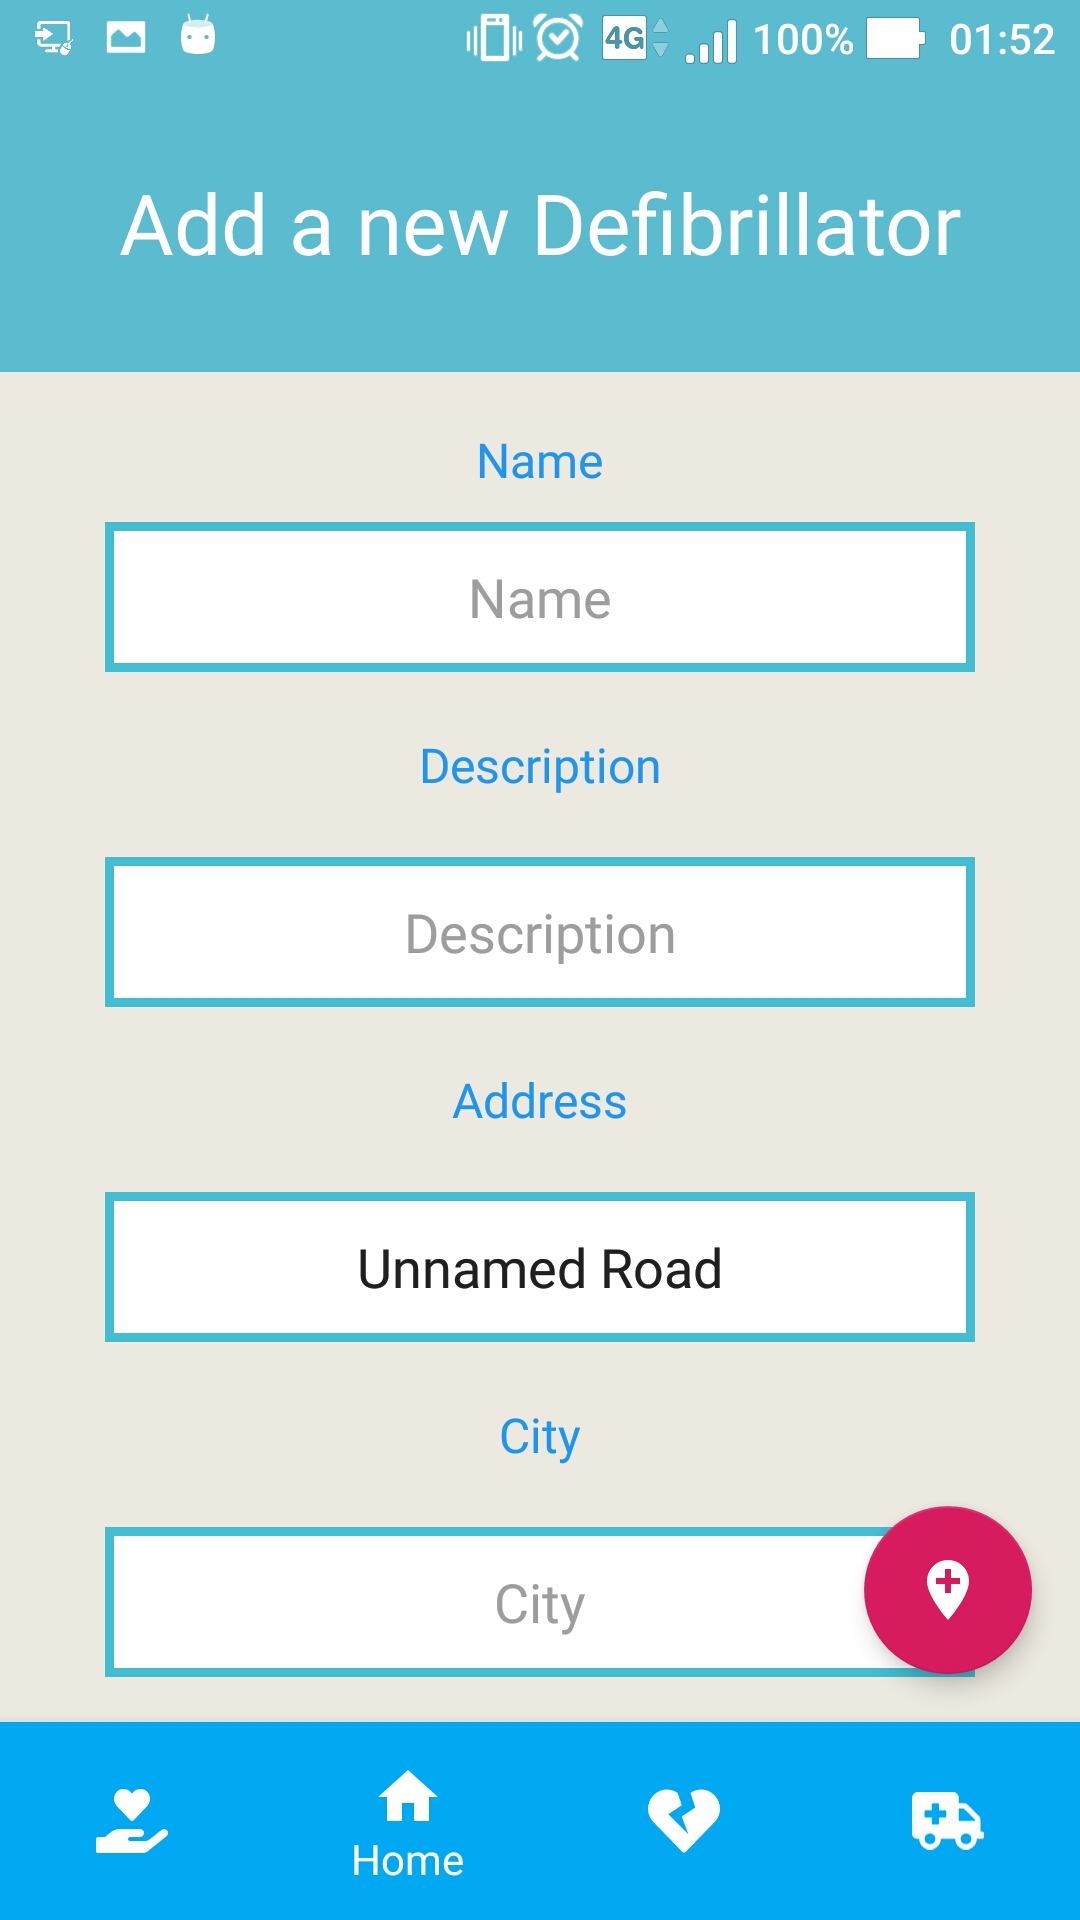 4G 100% 01:52
Add a new Defibrillator
Name
Name
Description
Description
Address
Unnamed Road
City
City
Home